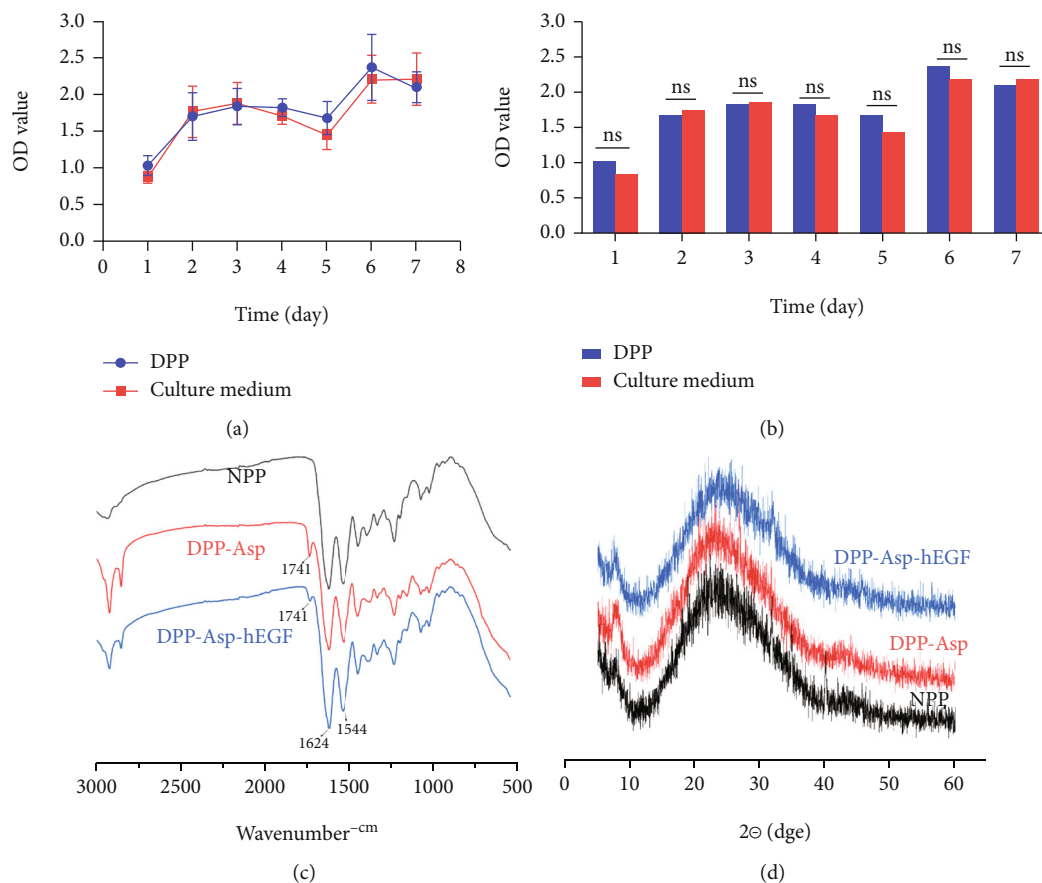 3.0
2.5
2.0
1.5
1.0
0.5
0.0
OD value
0 1 2 3 4 5 6 7 8
Time (day)
DPP
Culture medium
(a)
3.0
2.5
2.0
1.5
1.0
0.5
0.0
OD value
ns ns ns ns ns ns ns
1 2 3 4 5 6 7
Time (day)
DPP
Culture medium
(b)
NPP
DPP-Asp
1741
1741
DPP-Asp-hEGF
1544
1624
3000 2500 2000 1500 1000 500
Wavenumber⁻ᶜᵐ
(c)
DPP-Asp-hEGF
DPP-Asp
NPP
0 10 20 30 40 50 60
2Θ (dge)
(d)